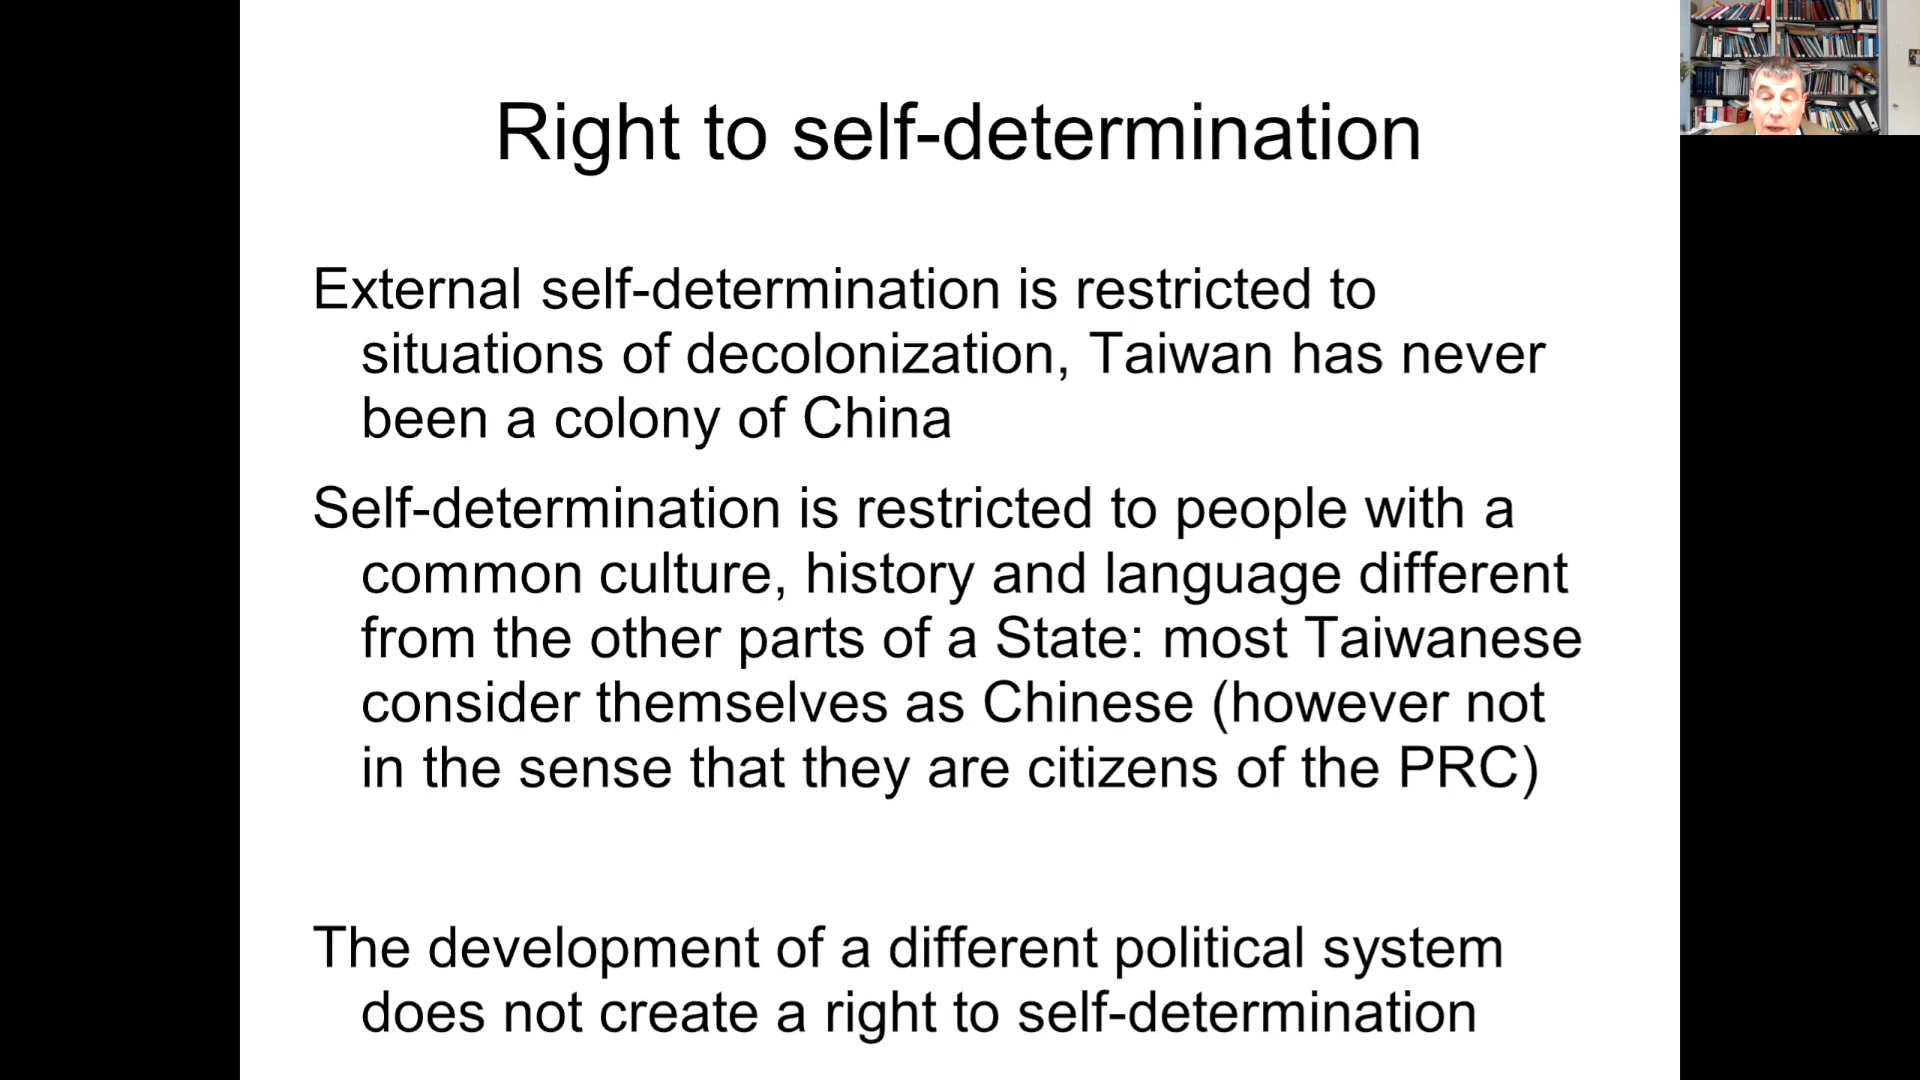 Right to self-determination
External self-determination is restricted to
situations of decolonization, Taiwan has never
been a colony of China
Self-determination is restricted to people with a
common culture, history and language different
from the other parts of a State: most Taiwanese
consider themselves as Chinese (however not
in the sense that they are citizens of the PRC)
The development of a different political system
does not create a right to self-determination